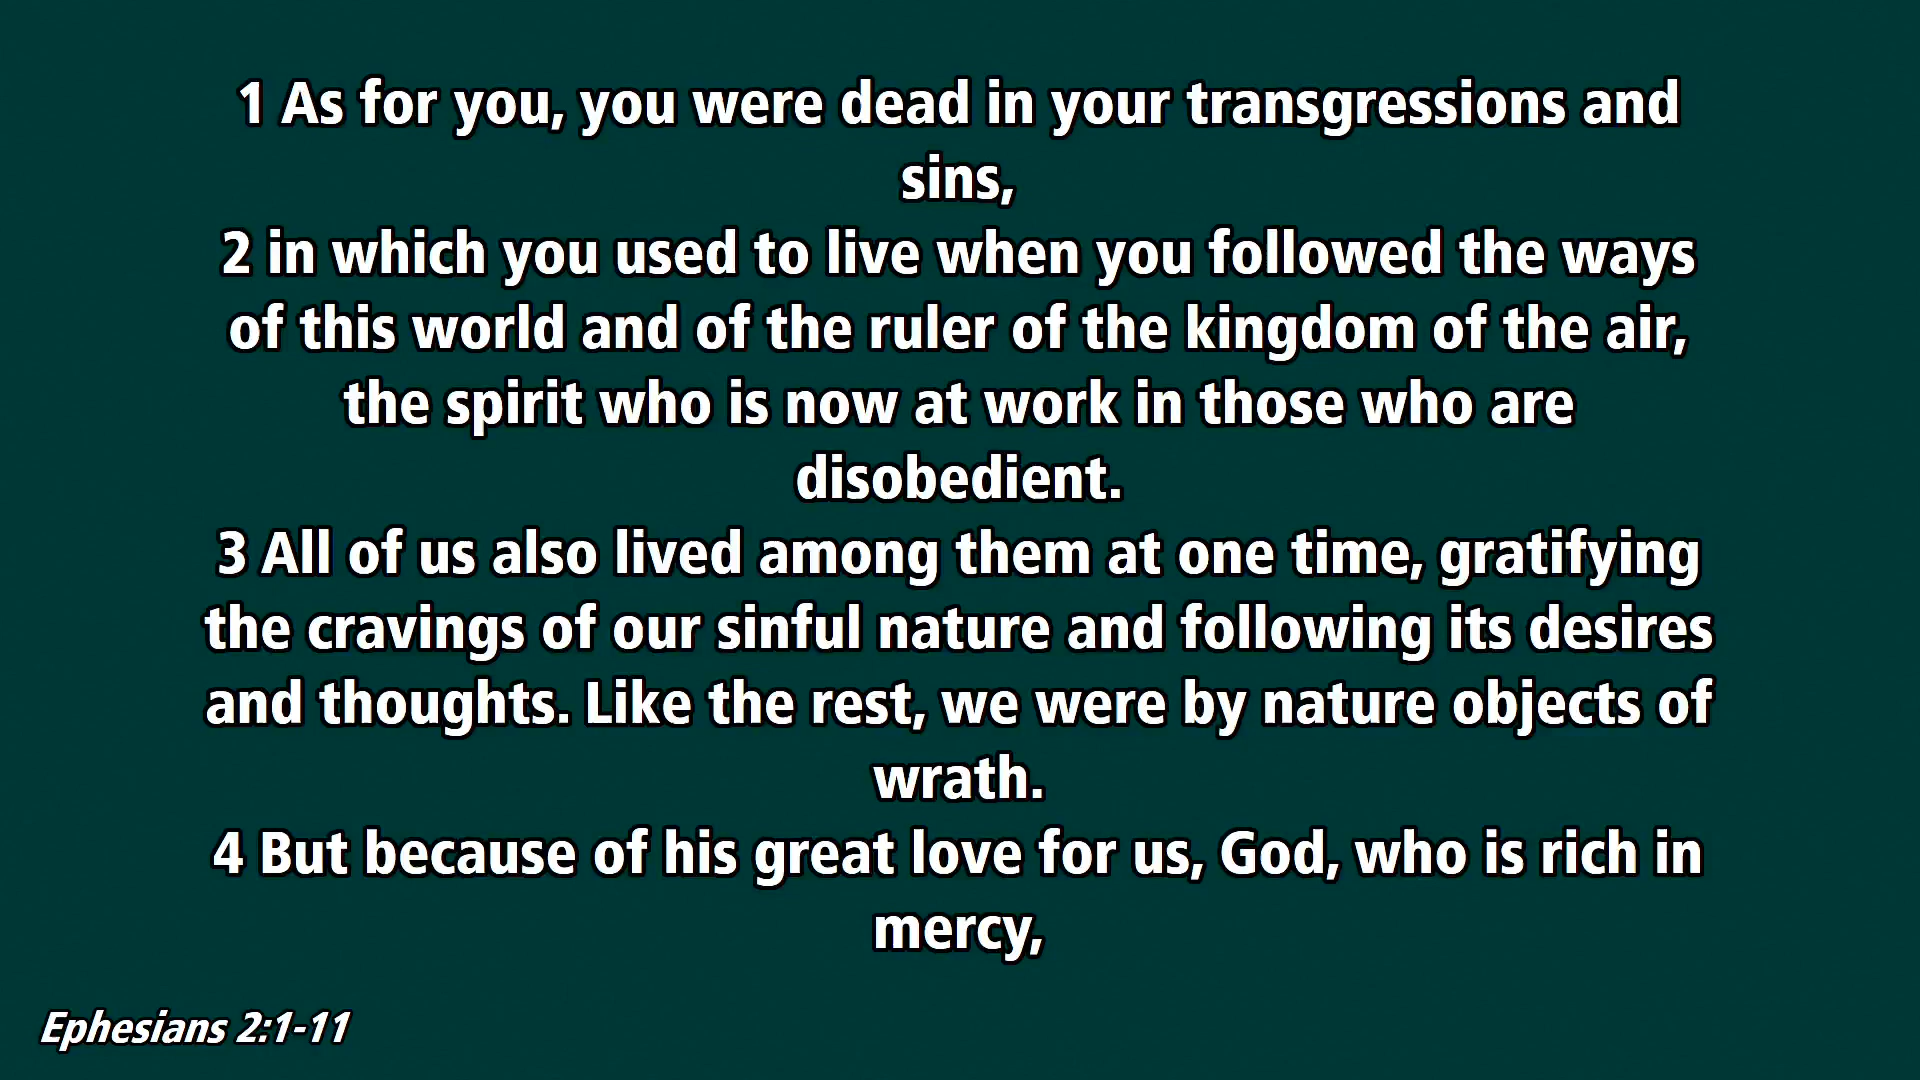 1 As for you, you were dead in your transgressions and
sins,
2 in which you used to live when you followed the ways
of this world and of the ruler of the kingdom of the air,
the spirit who is now at work in those who are
disobedient.
3 All of us also lived among them at one time, gratifying
the cravings of our sinful nature and following its desires
and thoughts. Like the rest, we were by nature objects of
wrath.
4 But because of his great love for us, God, who is rich in
mercy,
Ephesians 2:1-11